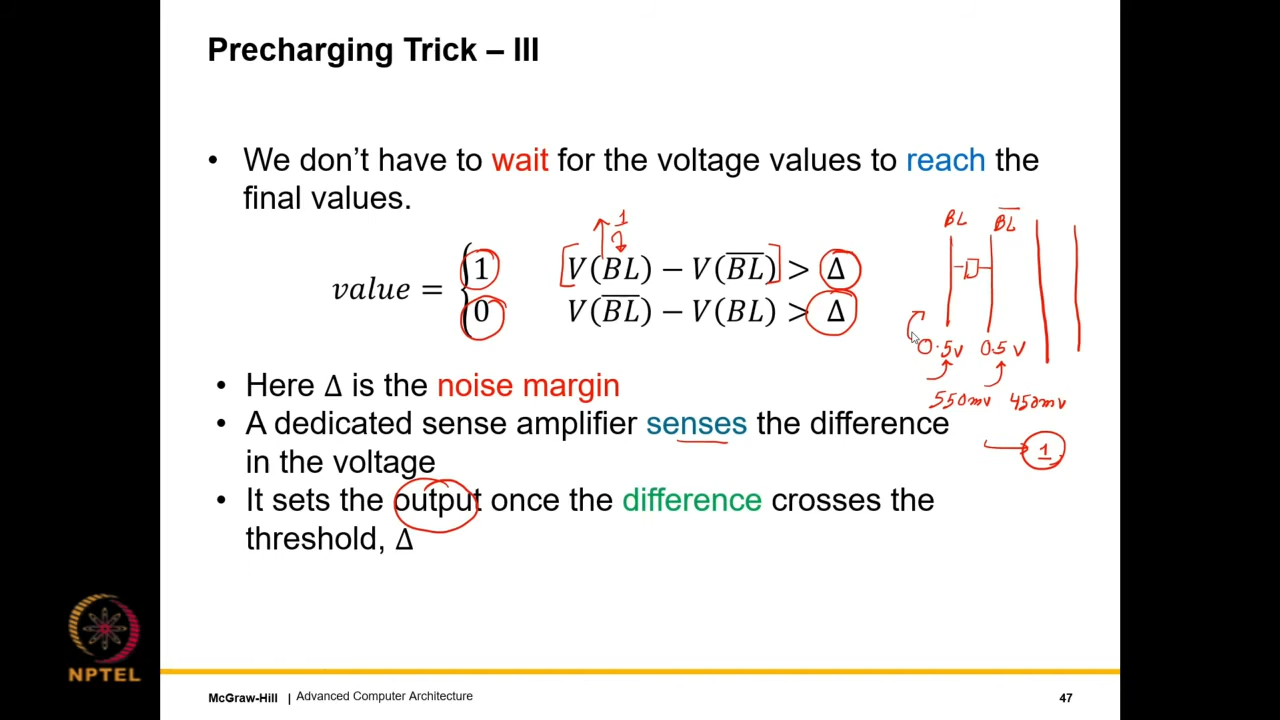 Precharging Trick – III
• We don't have to wait for the voltage values to reach the
final values.
1
BL B̅L̅
value = { 1 [V(BL) − V(B̅L̅)] > Δ
0 V(B̅L̅) − V(BL) > Δ
0.5V 0.5V
• Here Δ is the noise margin
550mv 450mv
• A dedicated sense amplifier senses the difference
in the voltage
1
• It sets the output once the difference crosses the
threshold, Δ
NPTEL
McGraw-Hill | Advanced Computer Architecture 47